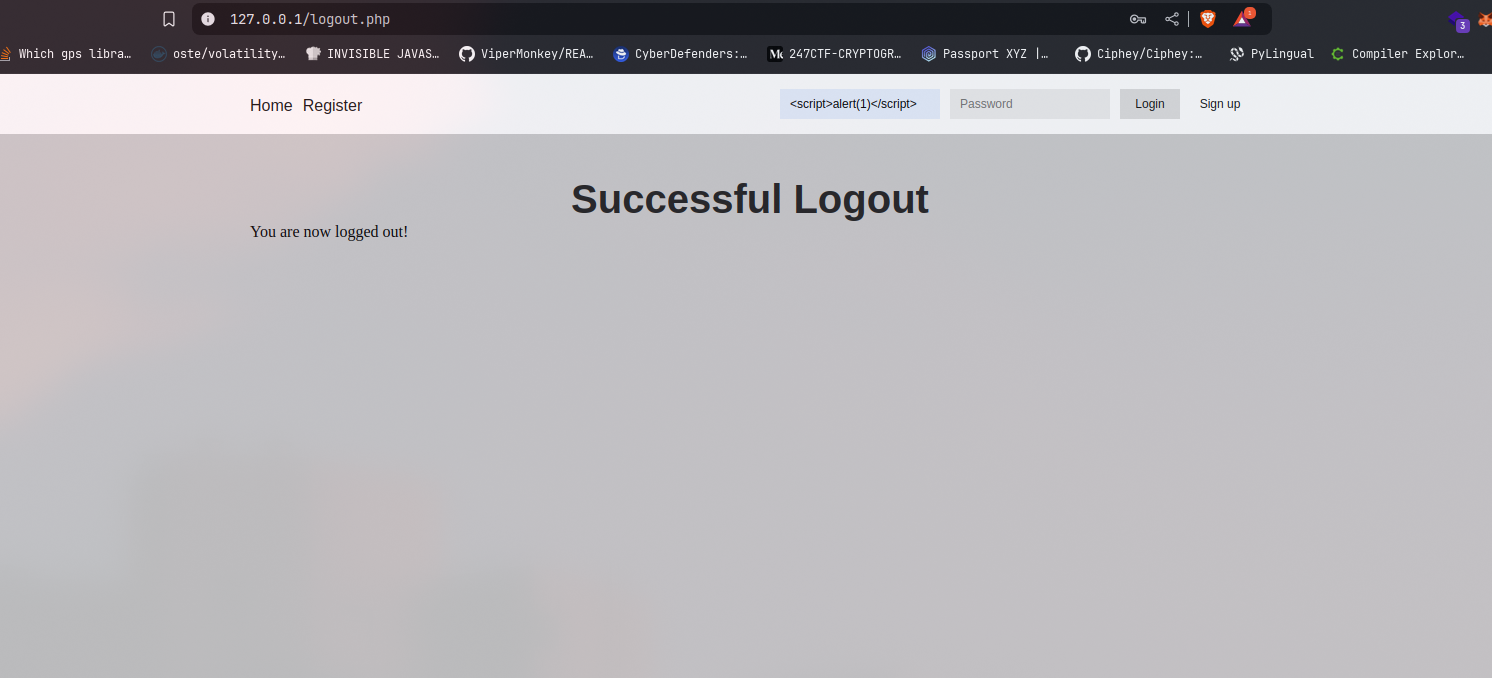 127.0.0.1/logout.php
1
3
Which gps libra…
oste/volatility…
INVISIBLE JAVAS…
ViperMonkey/REA…
CyberDefenders:…
247CTF-CRYPTOGR…
Passport XYZ |…
Ciphey/Ciphey:…
PyLingual
Compiler Explor…
Home Register <script>alert(1)</script> Password Login Sign up
Successful Logout
You are now logged out!